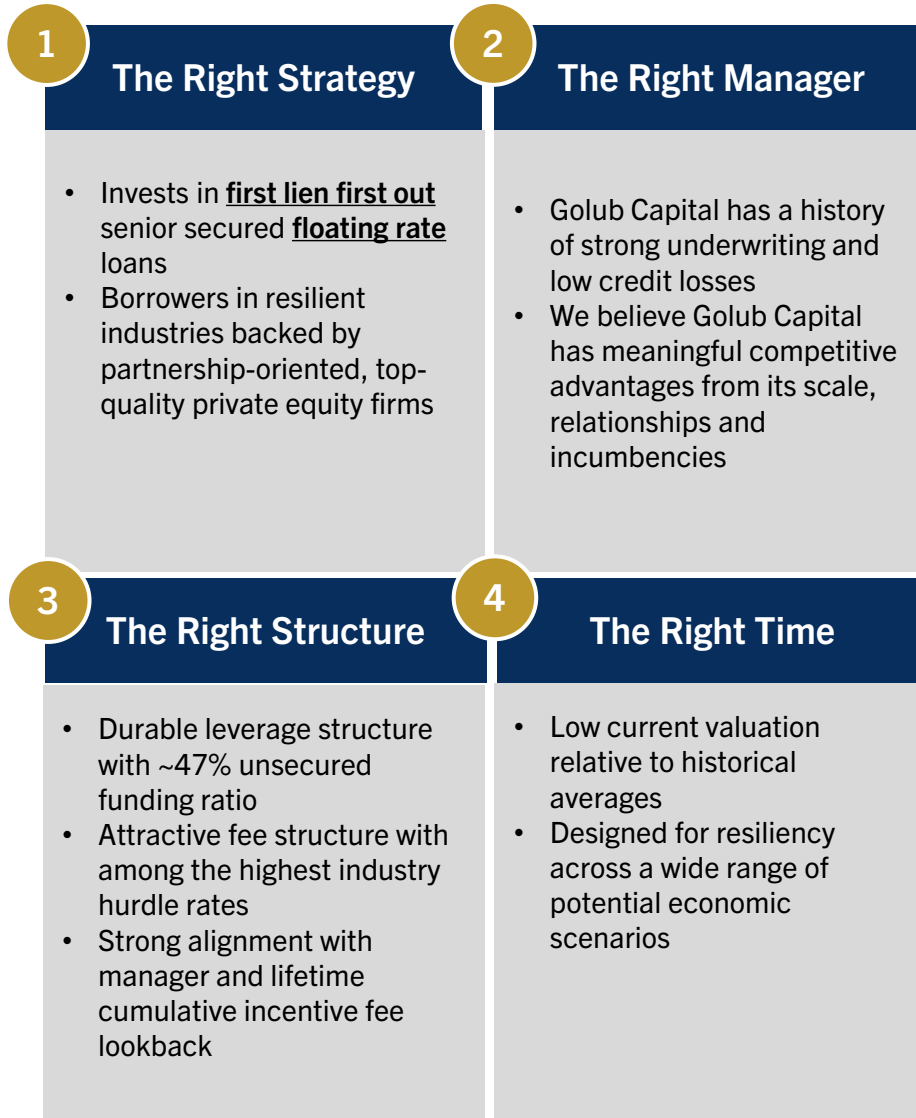 1
The Right Strategy
• Invests in first lien first out
senior secured floating rate
loans
• Borrowers in resilient
industries backed by
partnership-oriented, top-
quality private equity firms
2
The Right Manager
• Golub Capital has a history
of strong underwriting and
low credit losses
• We believe Golub Capital
has meaningful competitive
advantages from its scale,
relationships and
incumbencies
3
The Right Structure
• Durable leverage structure
with ~47% unsecured
funding ratio
• Attractive fee structure with
among the highest industry
hurdle rates
• Strong alignment with
manager and lifetime
cumulative incentive fee
lookback
4
The Right Time
• Low current valuation
relative to historical
averages
• Designed for resiliency
across a wide range of
potential economic
scenarios